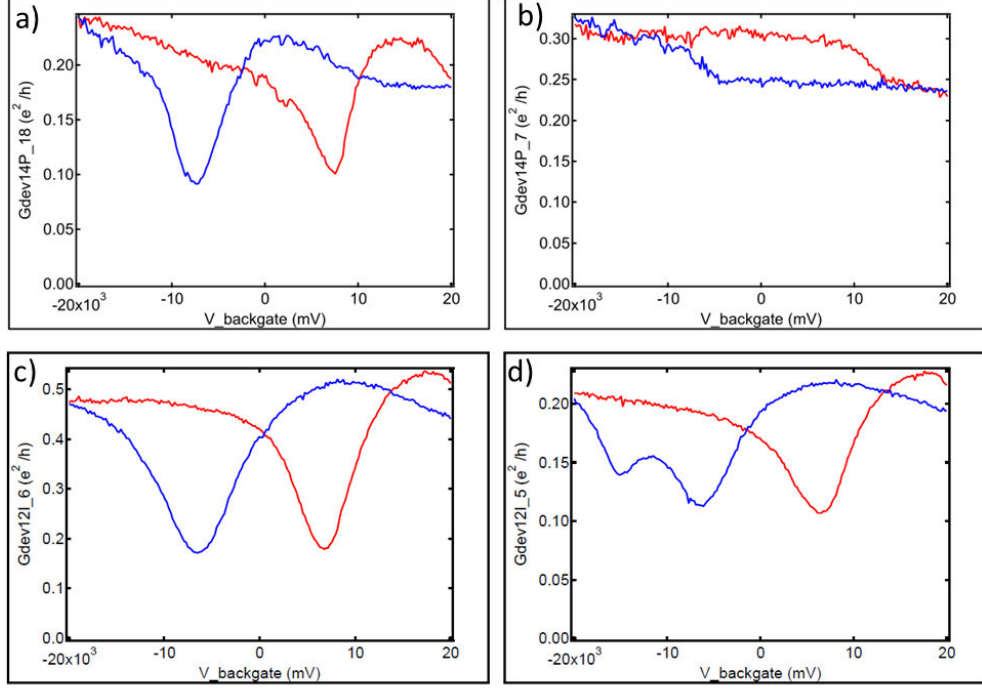 a)
Gdev14P_18 (e² /h)
0.20
0.15
0.10
0.05
0.00
-20x10³
-10
0
10
20
V_backgate (mV)
b)
Gdev14P_7 (e² /h)
0.30
0.25
0.20
0.15
0.10
0.05
0.00
-20x10³
-10
0
10
20
V_backgate (mV)
c)
Gdev12I_6 (e² /h)
0.5
0.4
0.3
0.2
0.1
0.0
-20x10³
-10
0
10
20
V_backgate (mV)
d)
Gdev12I_5 (e² /h)
0.20
0.15
0.10
0.05
0.00
-20x10³
-10
0
10
20
V_backgate (mV)